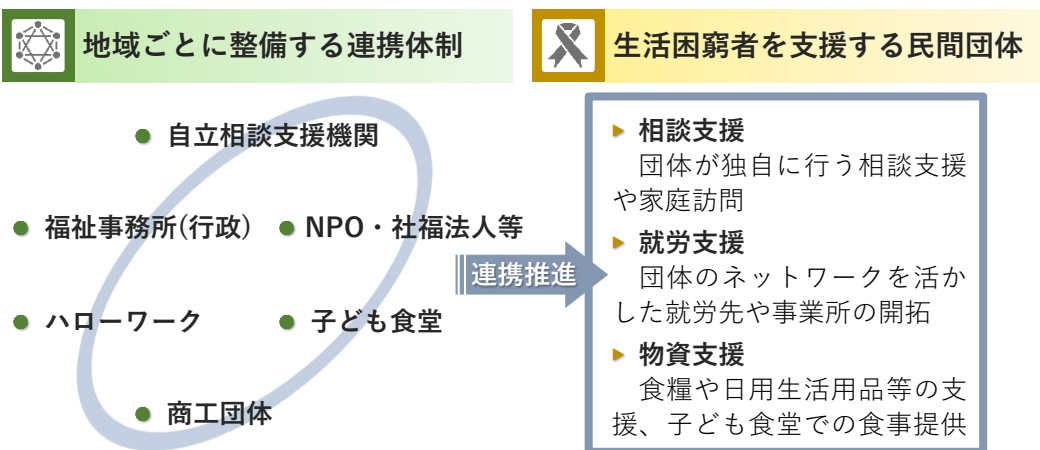 地域ごとに整備する連携体制
自立相談支援機関
福祉事務所(行政)
NPO・社福法人等
ハローワーク
子ども食堂
商工団体
連携推進
生活困窮者を支援する民間団体
相談支援
団体が独自に行う相談支援
や家庭訪問
就労支援
団体のネットワークを活か
した就労先や事業所の開拓
物資支援
食糧や日用生活用品等の支
援、子ども食堂での食事提供